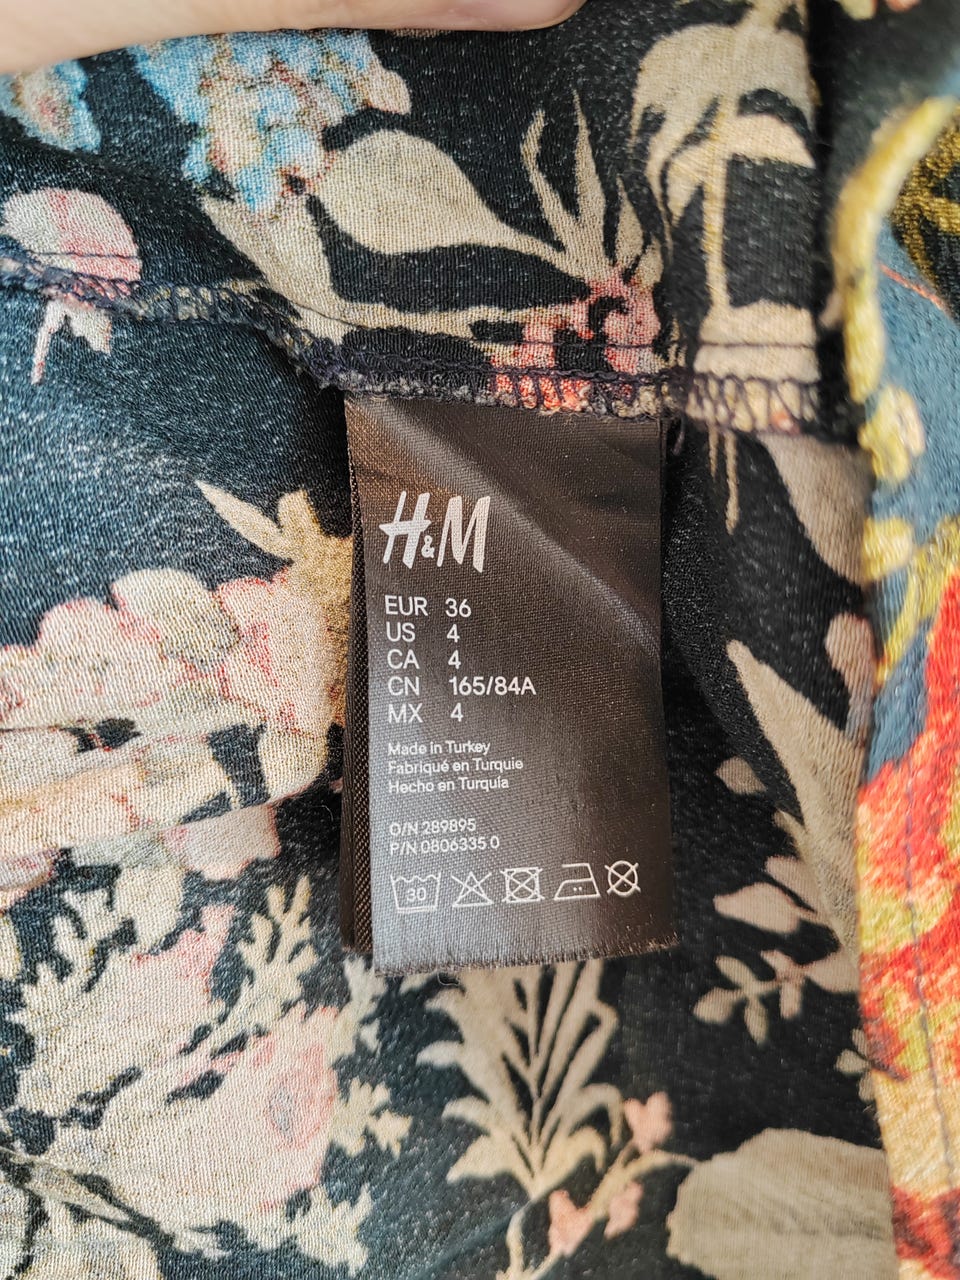 H&M
EUR 36
US 4
CA 4
CN 165/84A
MX 4
Made in Turkey
Fabriqué en Turquie
Hecho en Turquía
O/N 289895
P/N 0806335 0
30